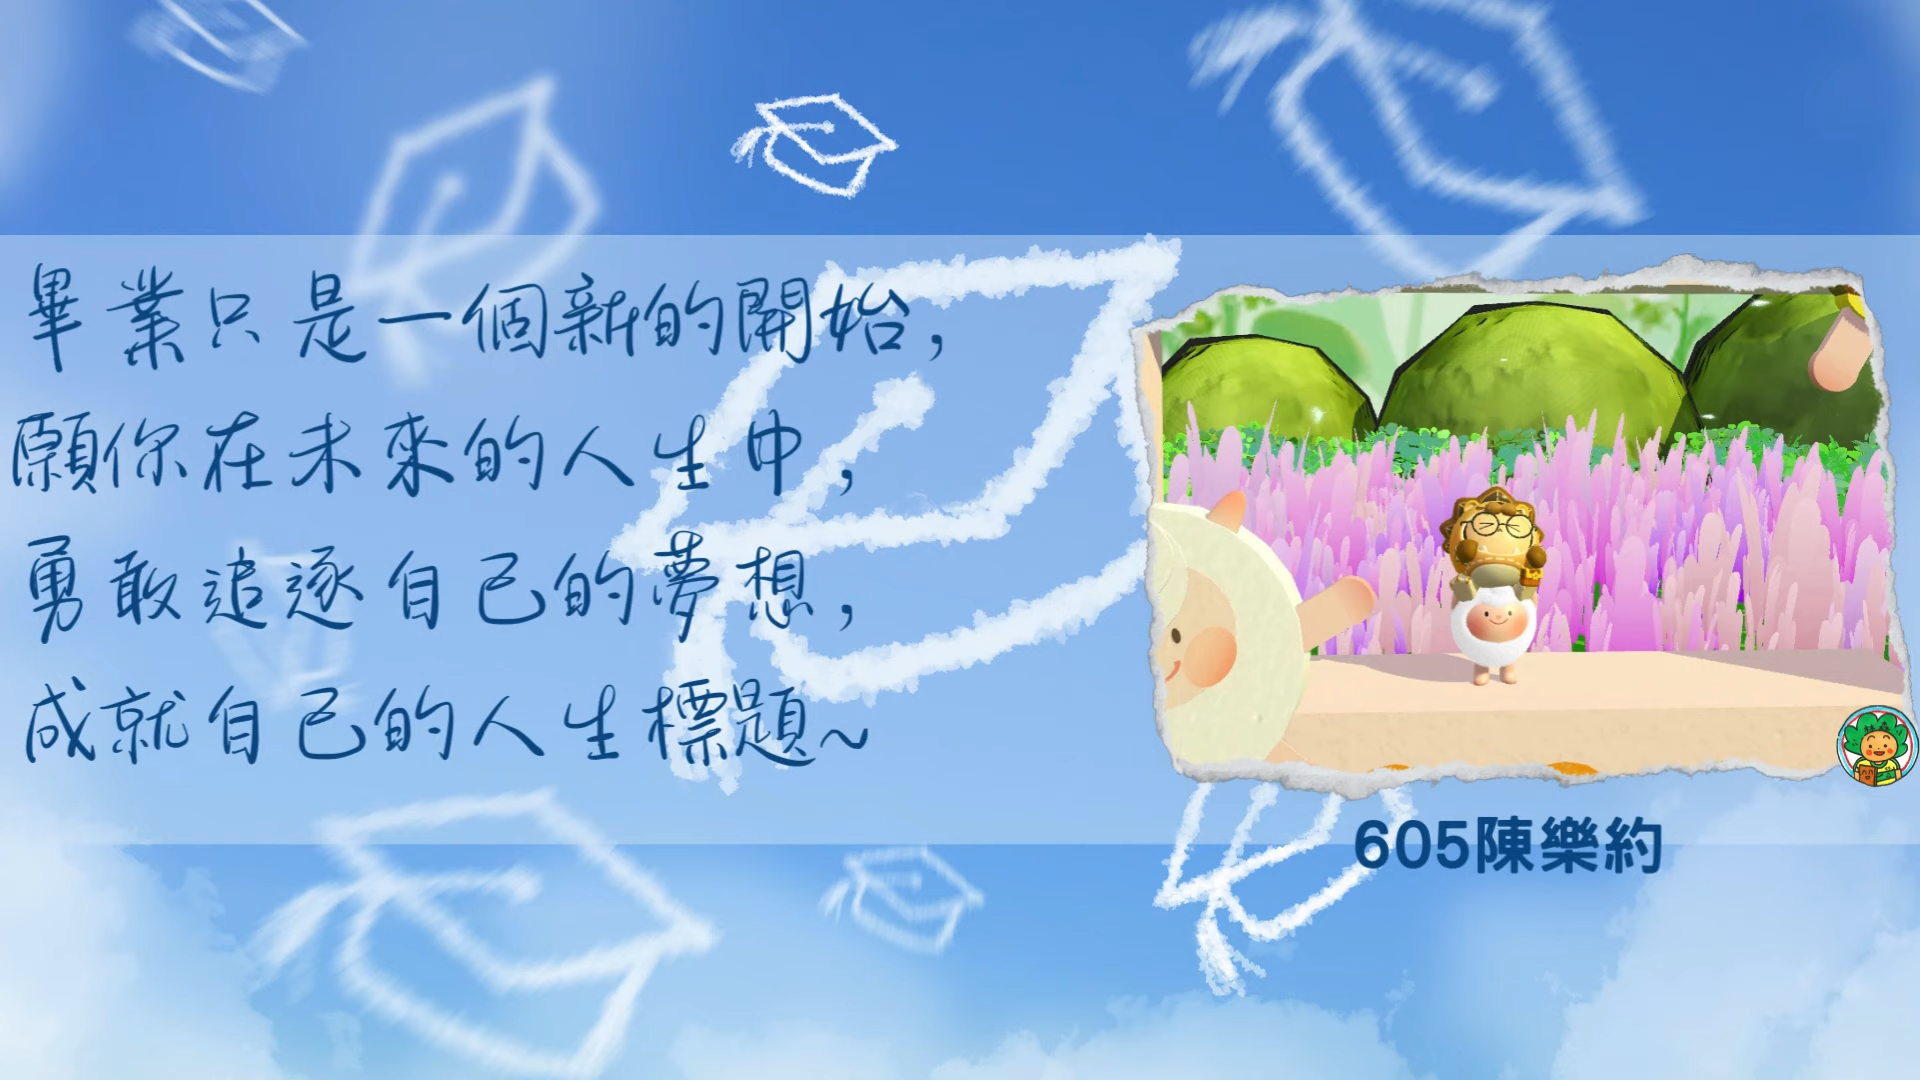 畢業只是一個新的開始，
願你在未來的人生中，
勇敢追逐自己的夢想，
成就自己的人生標題~
605陳樂約